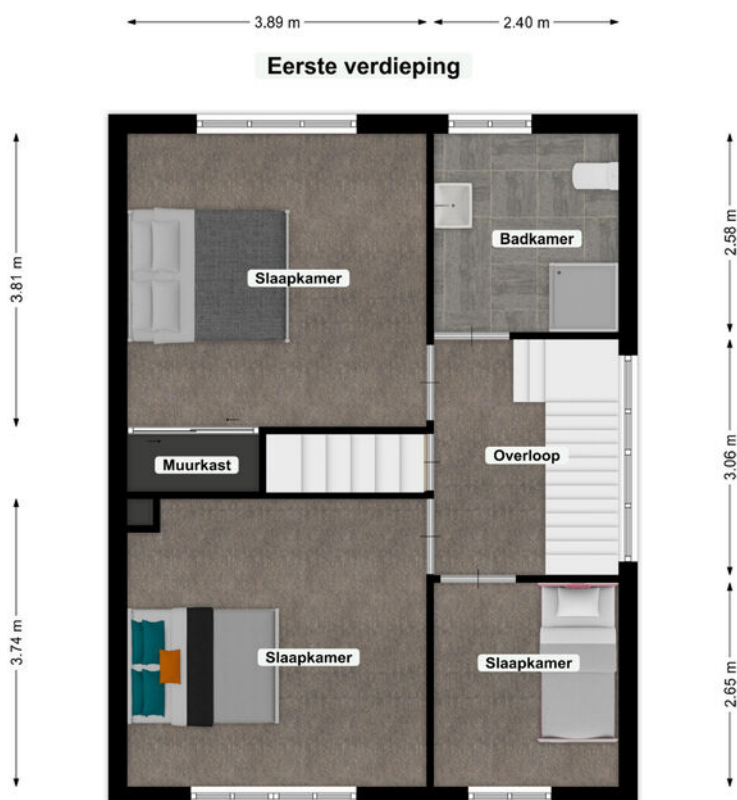 3.89 m
2.40 m
Eerste verdieping
3.81 m
2.58 m
Badkamer
Slaapkamer
Overloop
Muurkast
3.06 m
3.74 m
Slaapkamer
Slaapkamer
2.65 m